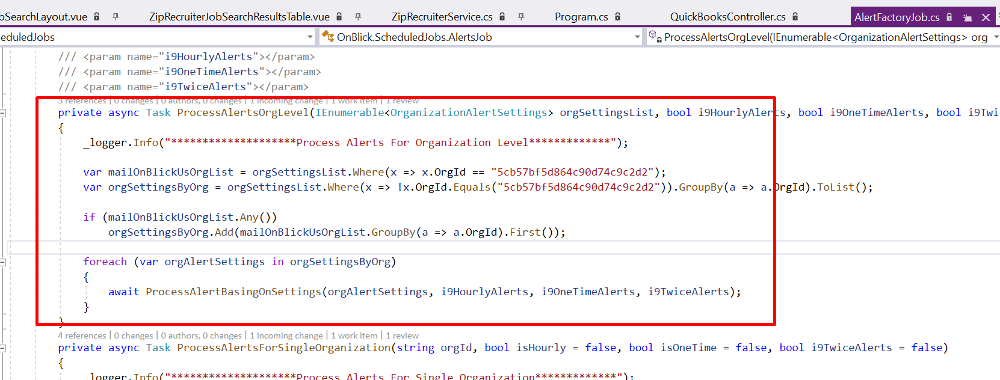 bSearchLayout.vue ZipRecruiterJobSearchResultsTable.vue ZipRecruiterService.cs Program.cs QuickBooksController.cs AlertFactoryJob.cs
eduledJobs OnBlick.ScheduledJobs.AlertsJob ProcessAlertsOrgLevel(IEnumerable<OrganizationAlertSettings> org
/// <param name="i9HourlyAlerts"></param>
/// <param name="i9OneTimeAlerts"></param>
/// <param name="i9TwiceAlerts"></param>
3 references | 0 changes | 0 authors, 0 changes | 1 incoming change | 1 work item | 1 review
private async Task ProcessAlertsOrgLevel(IEnumerable<OrganizationAlertSettings> orgSettingsList, bool i9HourlyAlerts, bool i9OneTimeAlerts, bool i9Twi
{
_logger.Info("********************Process Alerts For Organization Level*************");
var mailOnBlickUsOrgList = orgSettingsList.Where(x => x.OrgId == "5cb57bf5d864c90d74c9c2d2");
var orgSettingsByOrg = orgSettingsList.Where(x => !x.OrgId.Equals("5cb57bf5d864c90d74c9c2d2")).GroupBy(a => a.OrgId).ToList();
if (mailOnBlickUsOrgList.Any())
orgSettingsByOrg.Add(mailOnBlickUsOrgList.GroupBy(a => a.OrgId).First());
foreach (var orgAlertSettings in orgSettingsByOrg)
{
await ProcessAlertBasingOnSettings(orgAlertSettings, i9HourlyAlerts, i9OneTimeAlerts, i9TwiceAlerts);
}
}
4 references | 0 changes | 0 authors, 0 changes | 1 incoming change | 1 work item | 1 review
private async Task ProcessAlertsForSingleOrganization(string orgId, bool isHourly = false, bool isOneTime = false, bool i9TwiceAlerts = false)
{
_logger.Info("********************Process Alerts For Single Organization*************");